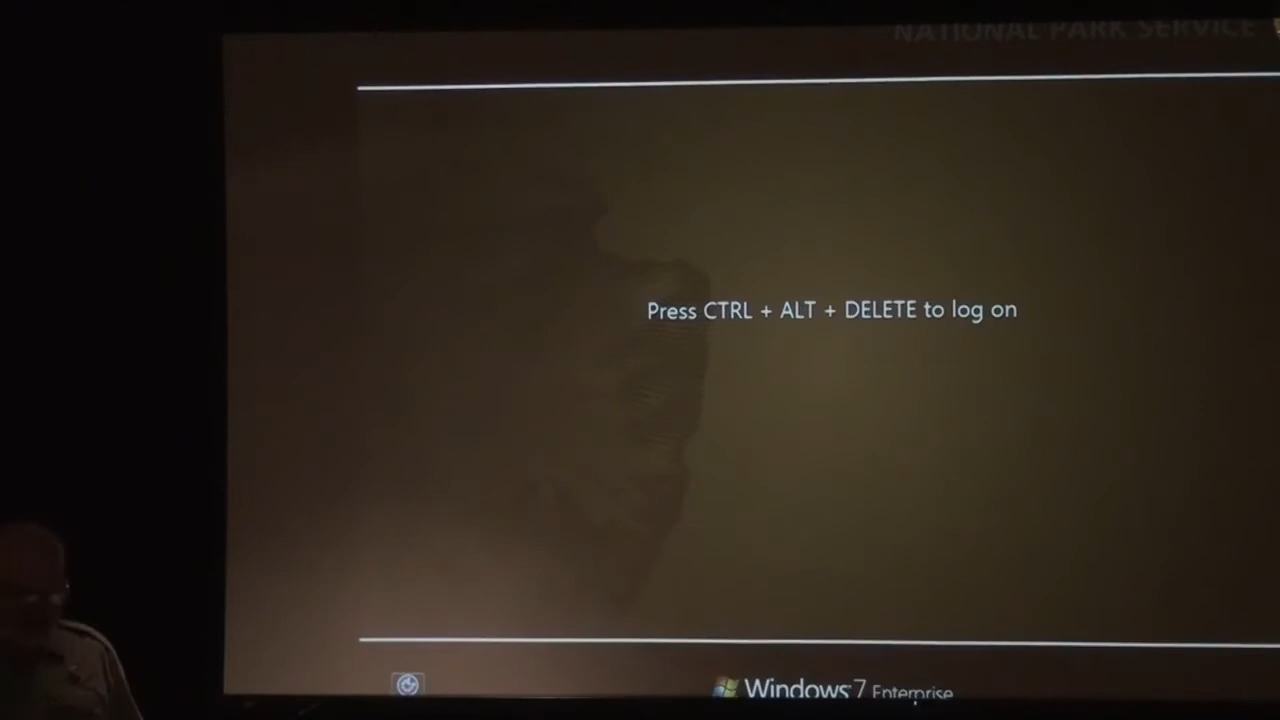 NATIONAL PARK SERVICE
Press CTRL + ALT + DELETE to log on
Windows 7 Enterprise